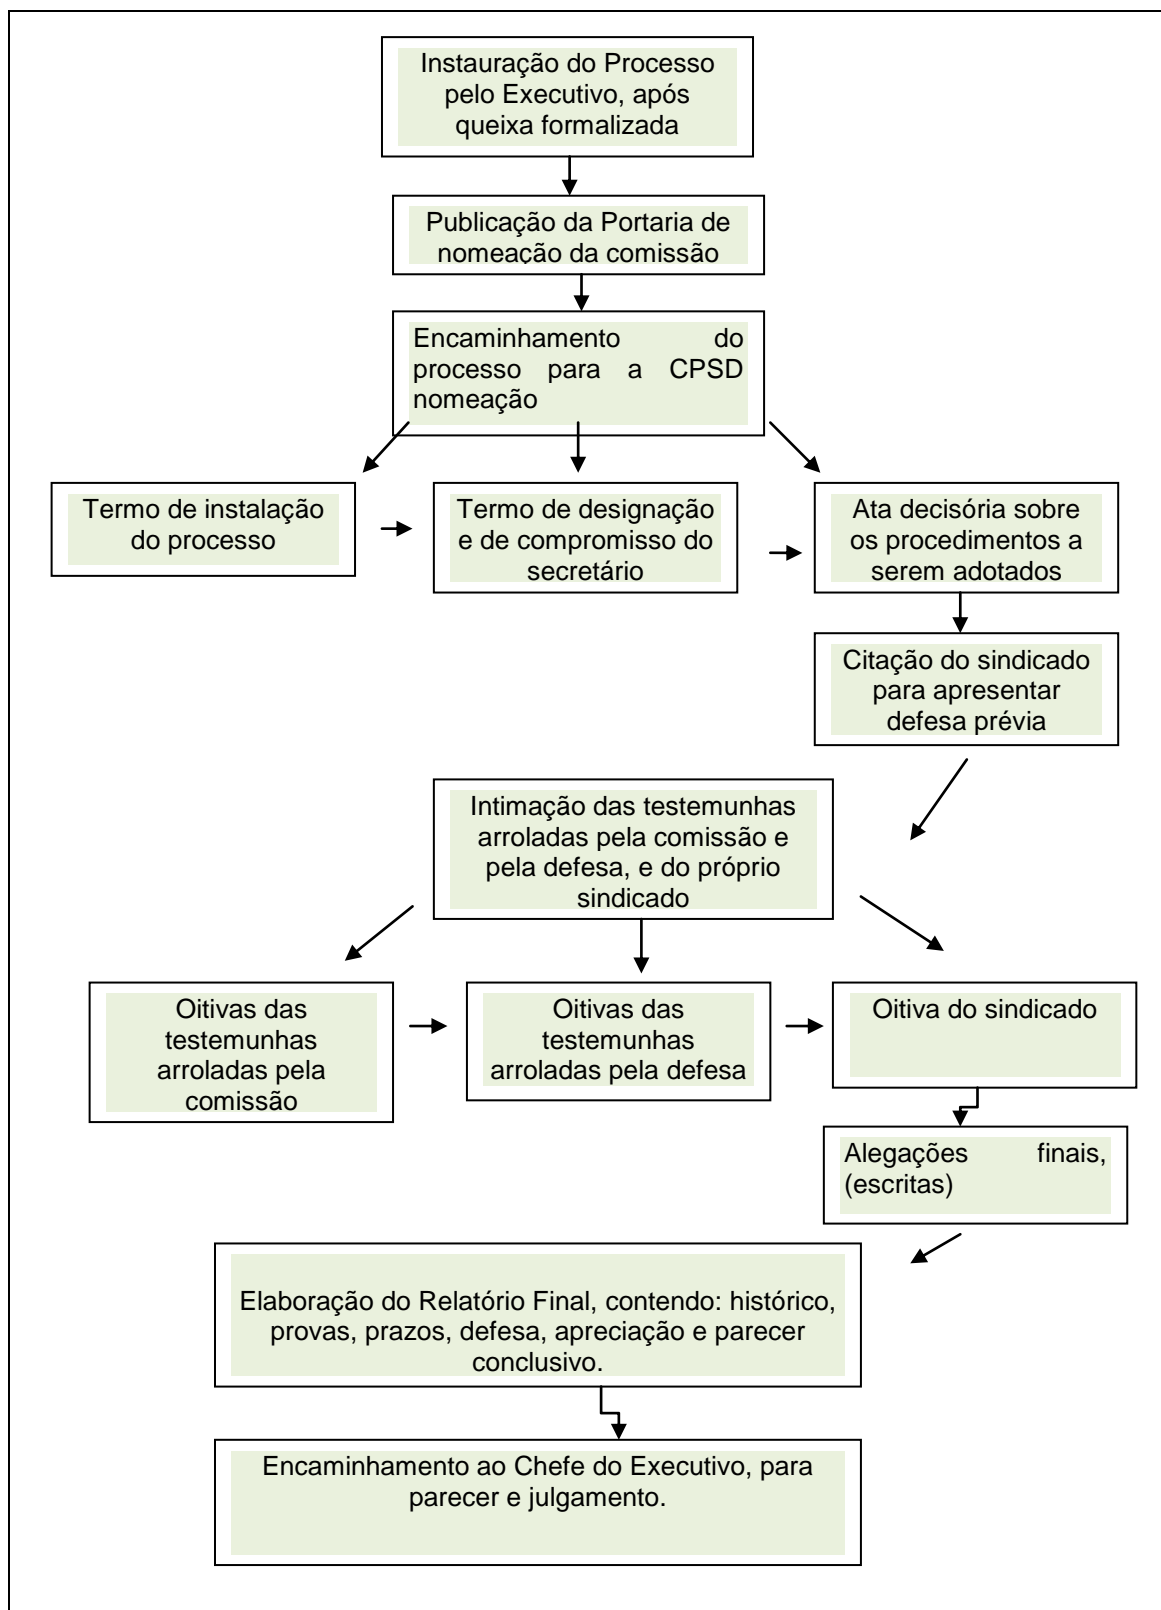 Instauração do Processo
pelo Executivo, após
queixa formalizada
Publicação da Portaria de
nomeação da comissão
Encaminhamento do
processo para a CPSD
nomeação
Termo de instalação
do processo
Termo de designação
e de compromisso do
secretário
Ata decisória sobre
os procedimentos a
serem adotados
Citação do sindicado
para apresentar
defesa prévia
Intimação das testemunhas
arroladas pela comissão e
pela defesa, e do próprio
sindicado
Oitivas das
testemunhas
arroladas pela
comissão
Oitivas das
testemunhas
arroladas pela defesa
Oitiva do sindicado
Alegações finais,
(escritas)
Elaboração do Relatório Final, contendo: histórico,
provas, prazos, defesa, apreciação e parecer
conclusivo.
Encaminhamento ao Chefe do Executivo, para
parecer e julgamento.